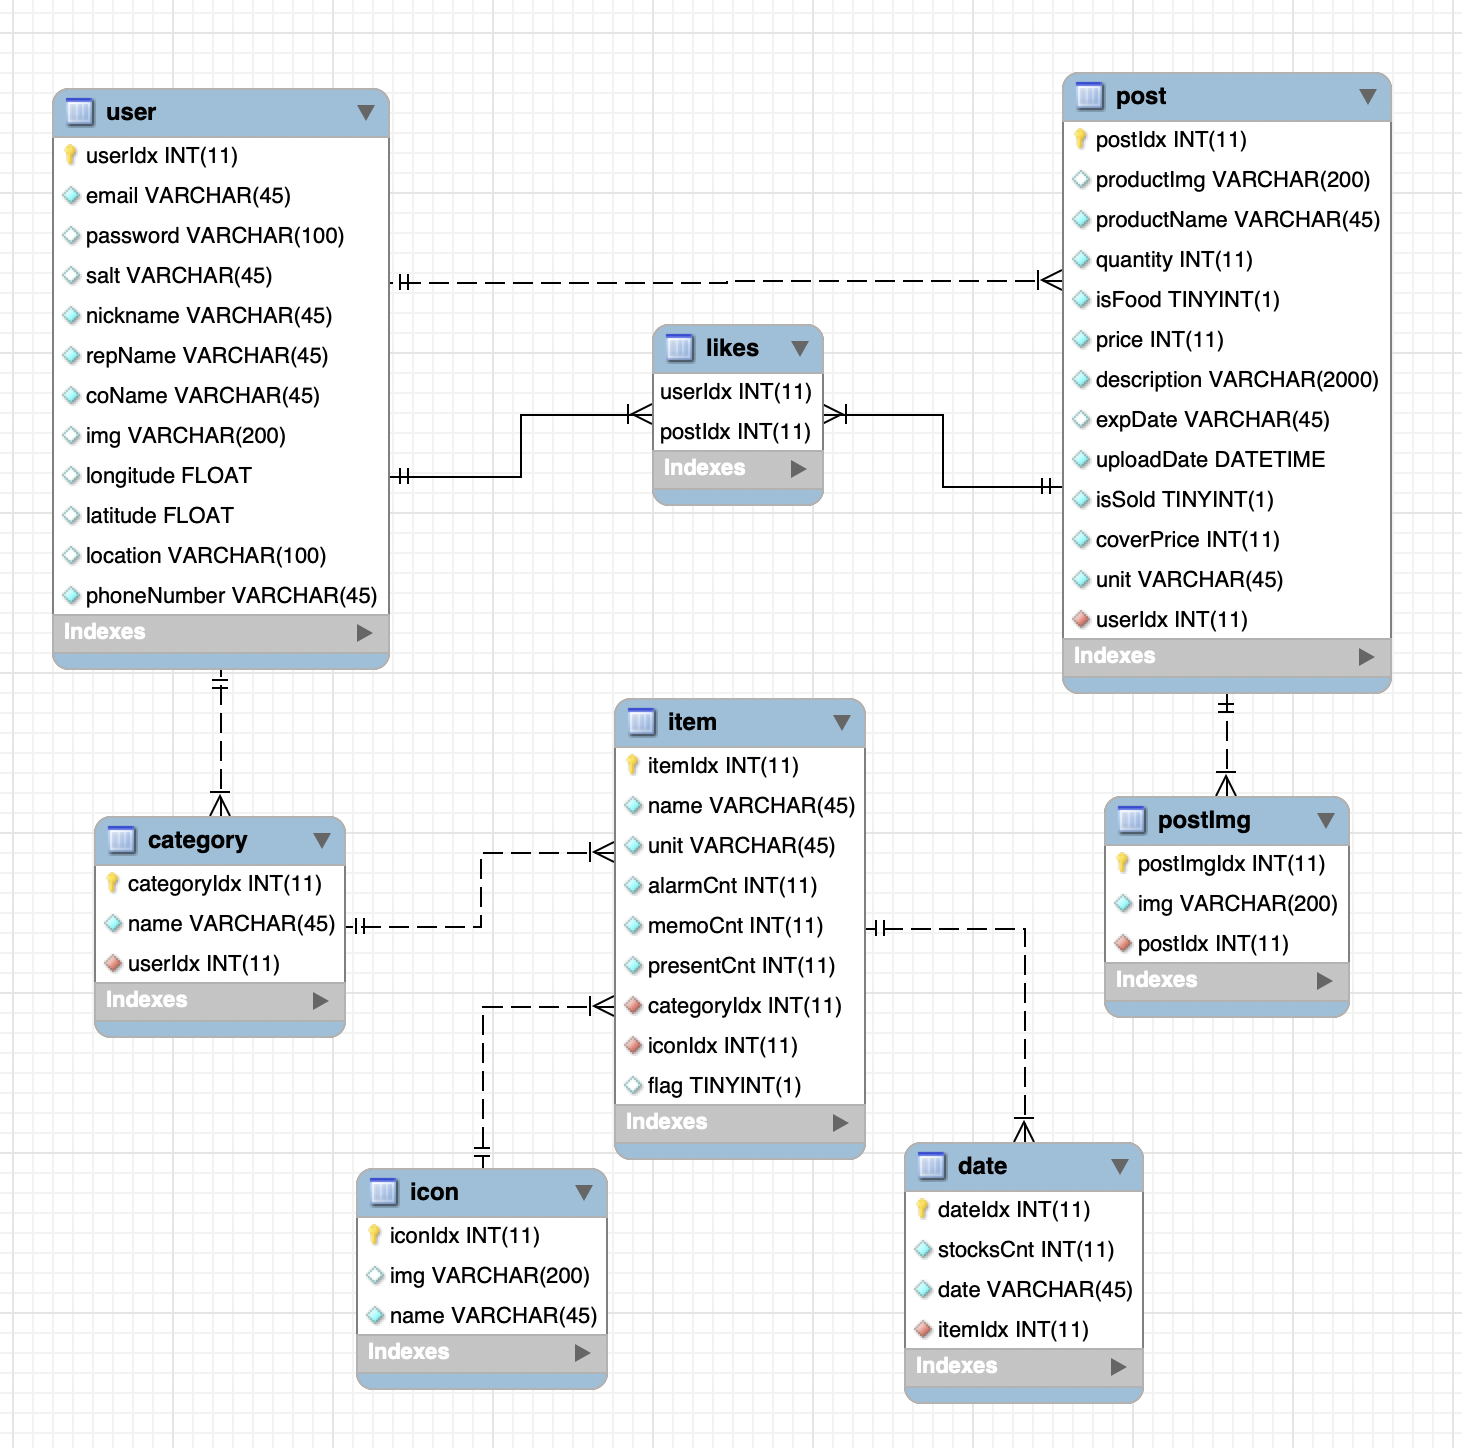 user
userIdx INT(11)
email VARCHAR(45)
password VARCHAR(100)
salt VARCHAR(45)
nickname VARCHAR(45)
repName VARCHAR(45)
coName VARCHAR(45)
img VARCHAR(200)
longitude FLOAT
latitude FLOAT
location VARCHAR(100)
phoneNumber VARCHAR(45)
Indexes
post
postIdx INT(11)
productImg VARCHAR(200)
productName VARCHAR(45)
quantity INT(11)
isFood TINYINT(1)
price INT(11)
description VARCHAR(2000)
expDate VARCHAR(45)
uploadDate DATETIME
isSold TINYINT(1)
coverPrice INT(11)
unit VARCHAR(45)
userIdx INT(11)
Indexes
likes
userIdx INT(11)
postIdx INT(11)
Indexes
category
categoryIdx INT(11)
name VARCHAR(45)
userIdx INT(11)
Indexes
item
itemIdx INT(11)
name VARCHAR(45)
unit VARCHAR(45)
alarmCnt INT(11)
memoCnt INT(11)
presentCnt INT(11)
categoryIdx INT(11)
iconIdx INT(11)
flag TINYINT(1)
Indexes
postImg
postImgIdx INT(11)
img VARCHAR(200)
postIdx INT(11)
Indexes
icon
iconIdx INT(11)
img VARCHAR(200)
name VARCHAR(45)
Indexes
date
dateIdx INT(11)
stocksCnt INT(11)
date VARCHAR(45)
itemIdx INT(11)
Indexes